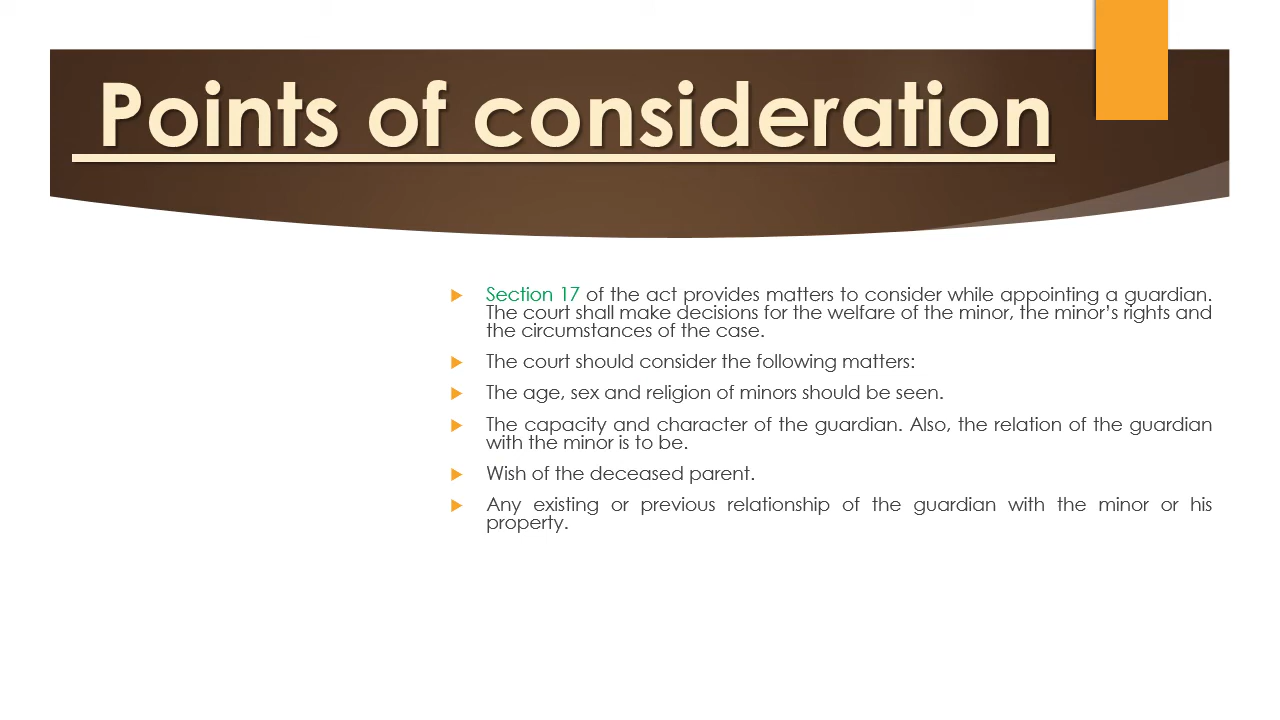 Points of consideration
Section 17 of the act provides matters to consider while appointing a guardian.
The court shall make decisions for the welfare of the minor, the minor’s rights and
the circumstances of the case.
The court should consider the following matters:
The age, sex and religion of minors should be seen.
The capacity and character of the guardian. Also, the relation of the guardian
with the minor is to be.
Wish of the deceased parent.
Any existing or previous relationship of the guardian with the minor or his
property.